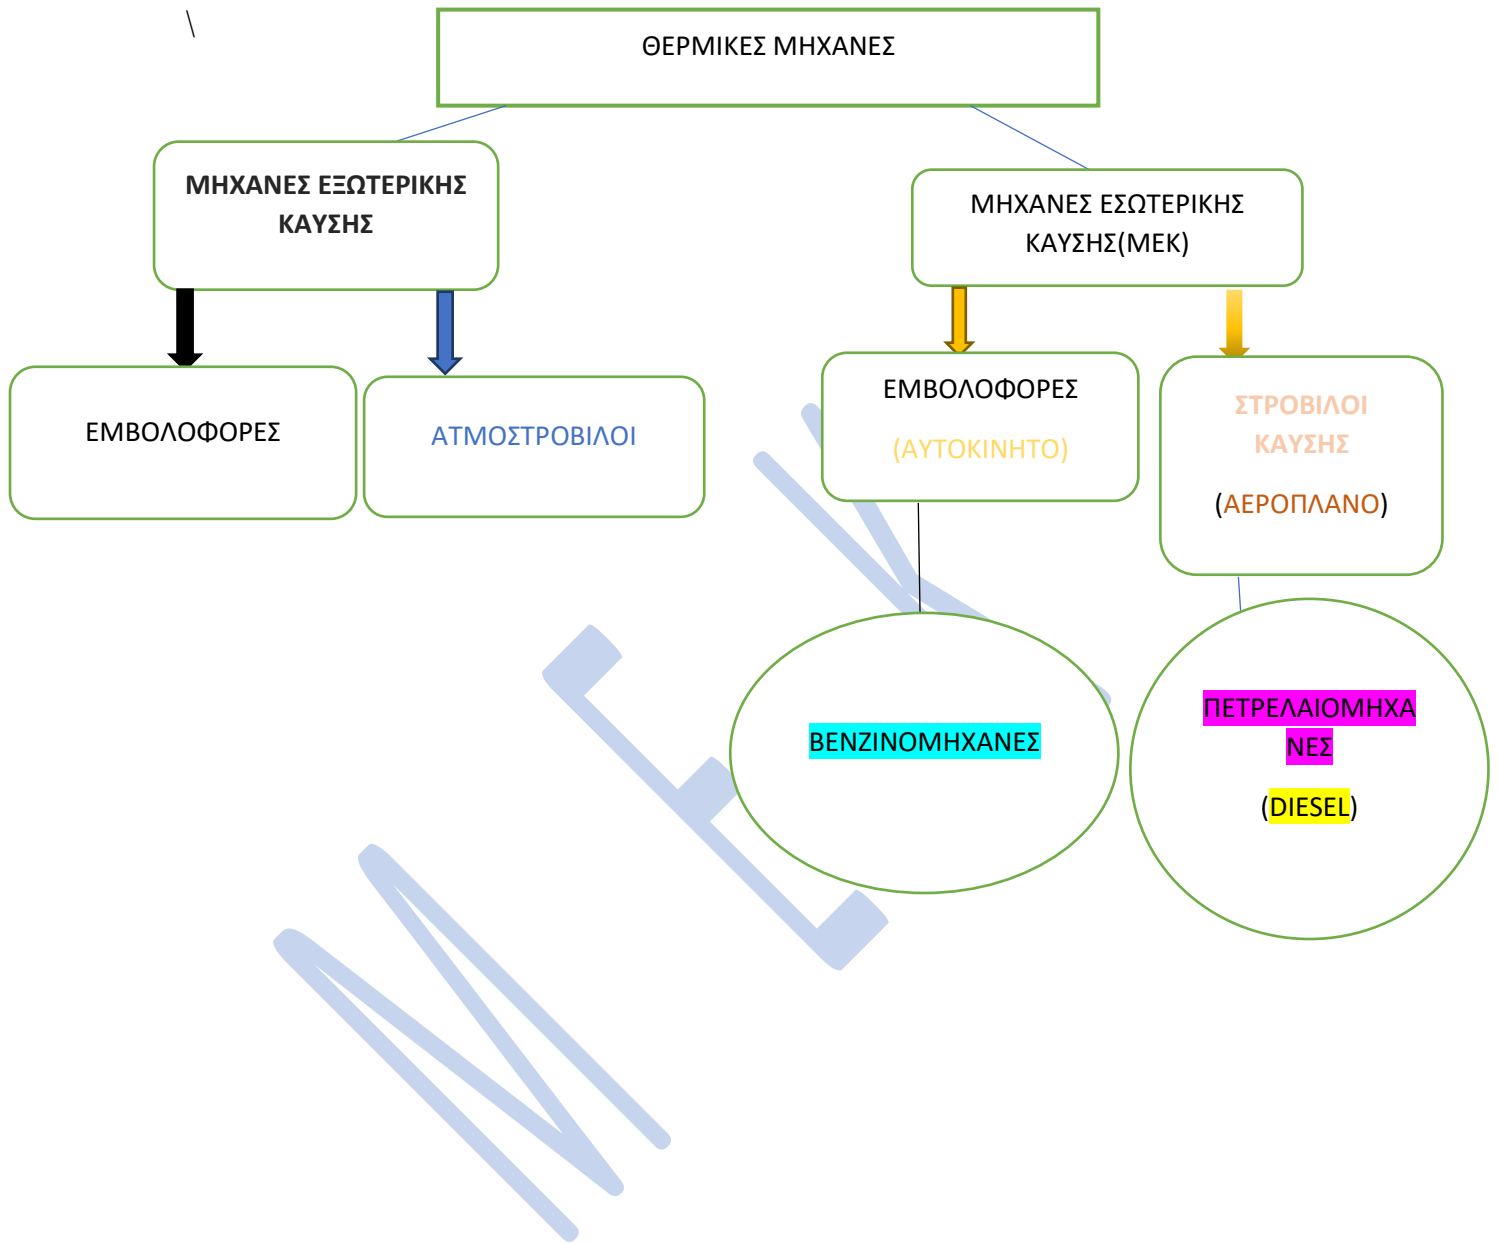 ΘΕΡΜΙΚΕΣ ΜΗΧΑΝΕΣ
ΜΗΧΑΝΕΣ ΕΞΩΤΕΡΙΚΗΣ
ΚΑΥΣΗΣ
ΜΗΧΑΝΕΣ ΕΣΩΤΕΡΙΚΗΣ
ΚΑΥΣΗΣ(ΜΕΚ)
ΕΜΒΟΛΟΦΟΡΕΣ
ΑΤΜΟΣΤΡΟΒΙΛΟΙ
ΕΜΒΟΛΟΦΟΡΕΣ
(ΑΥΤΟΚΙΝΗΤΟ)
ΣΤΡΟΒΙΛΟΙ
ΚΑΥΣΗΣ
(ΑΕΡΟΠΛΑΝΟ)
ΒΕΝΖΙΝΟΜΗΧΑΝΕΣ
ΠΕΤΡΕΛΑΙΟΜΗΧΑ
ΝΕΣ
(DIESEL)